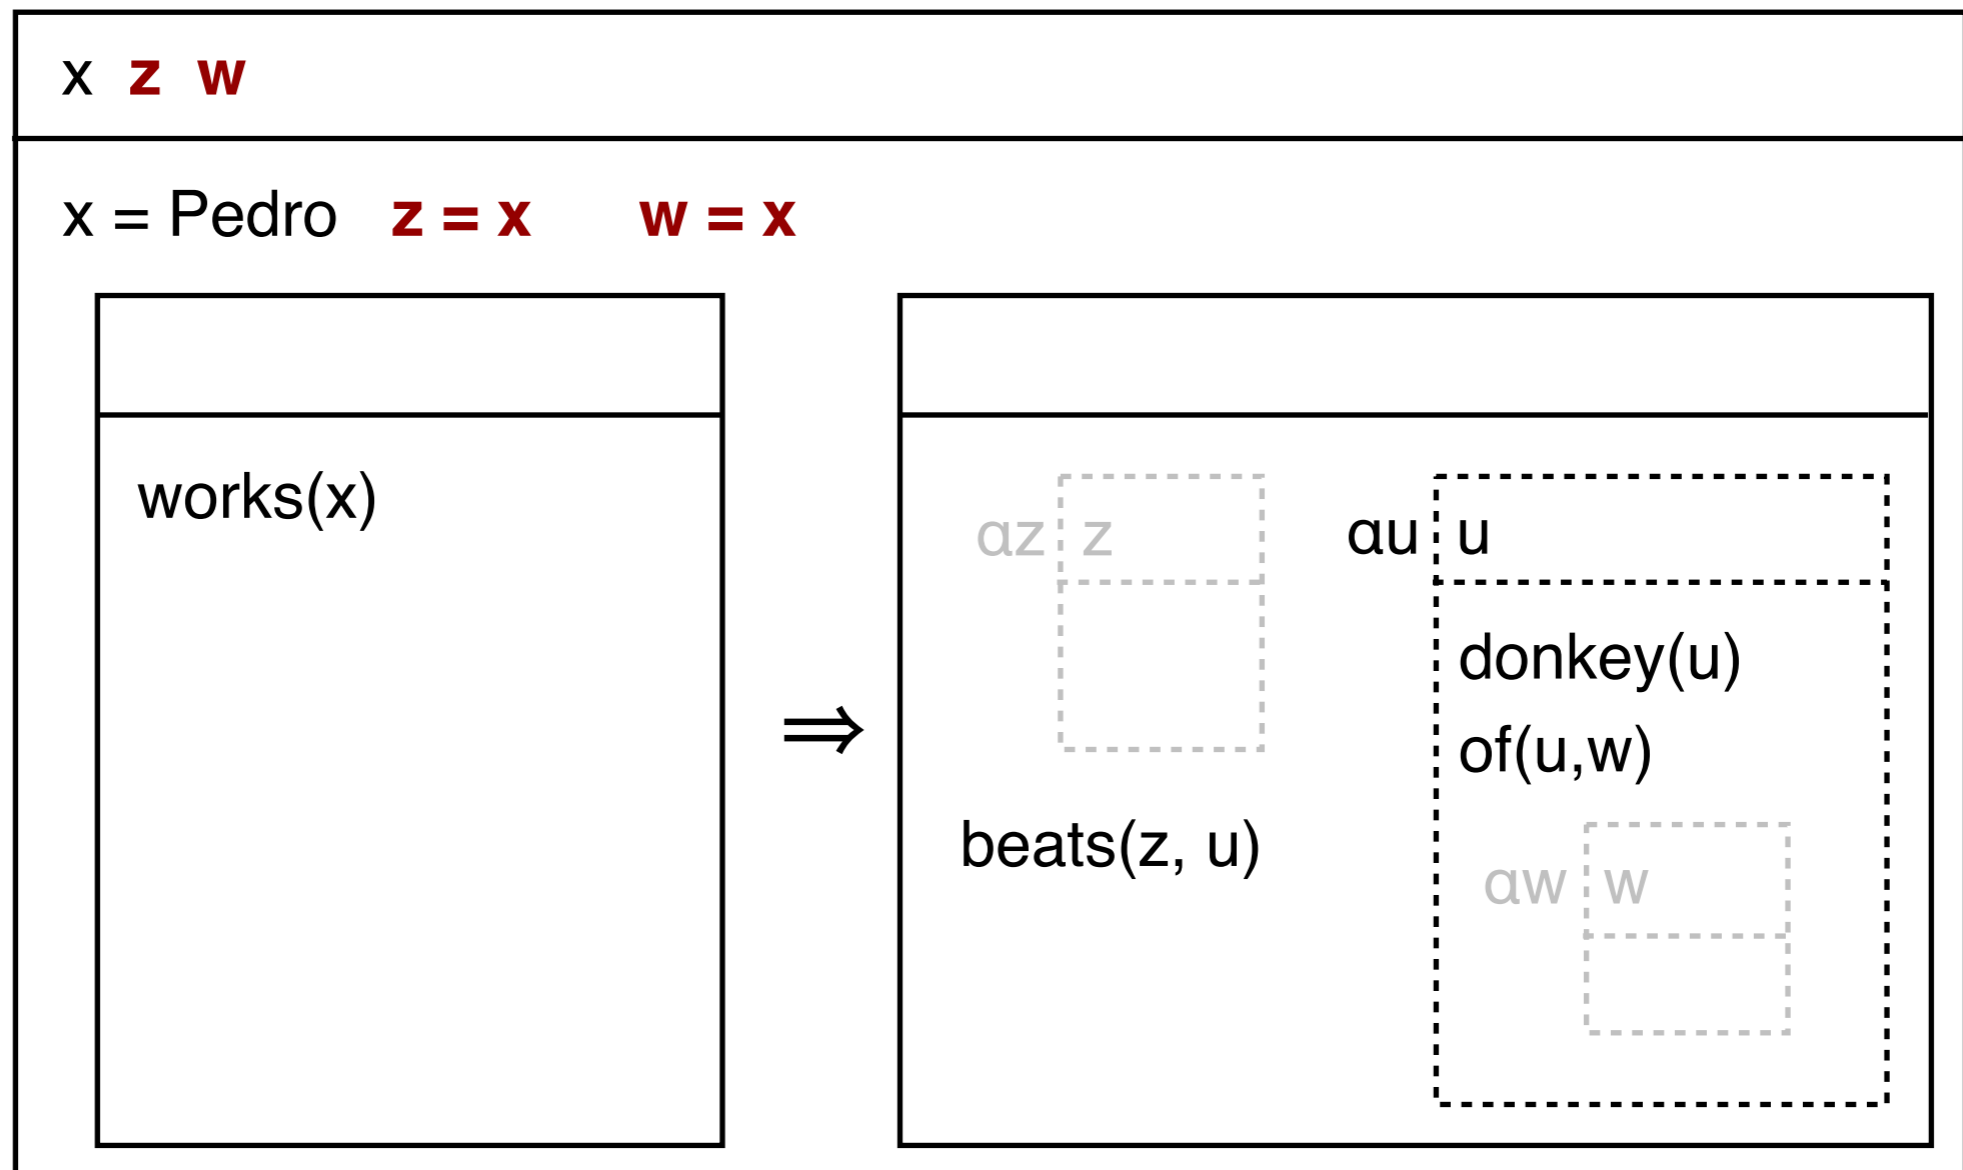 x z w
x = Pedro z = x w = x
works(x)
⇒
αz z
αu u
donkey(u)
of(u,w)
beats(z, u)
αw w